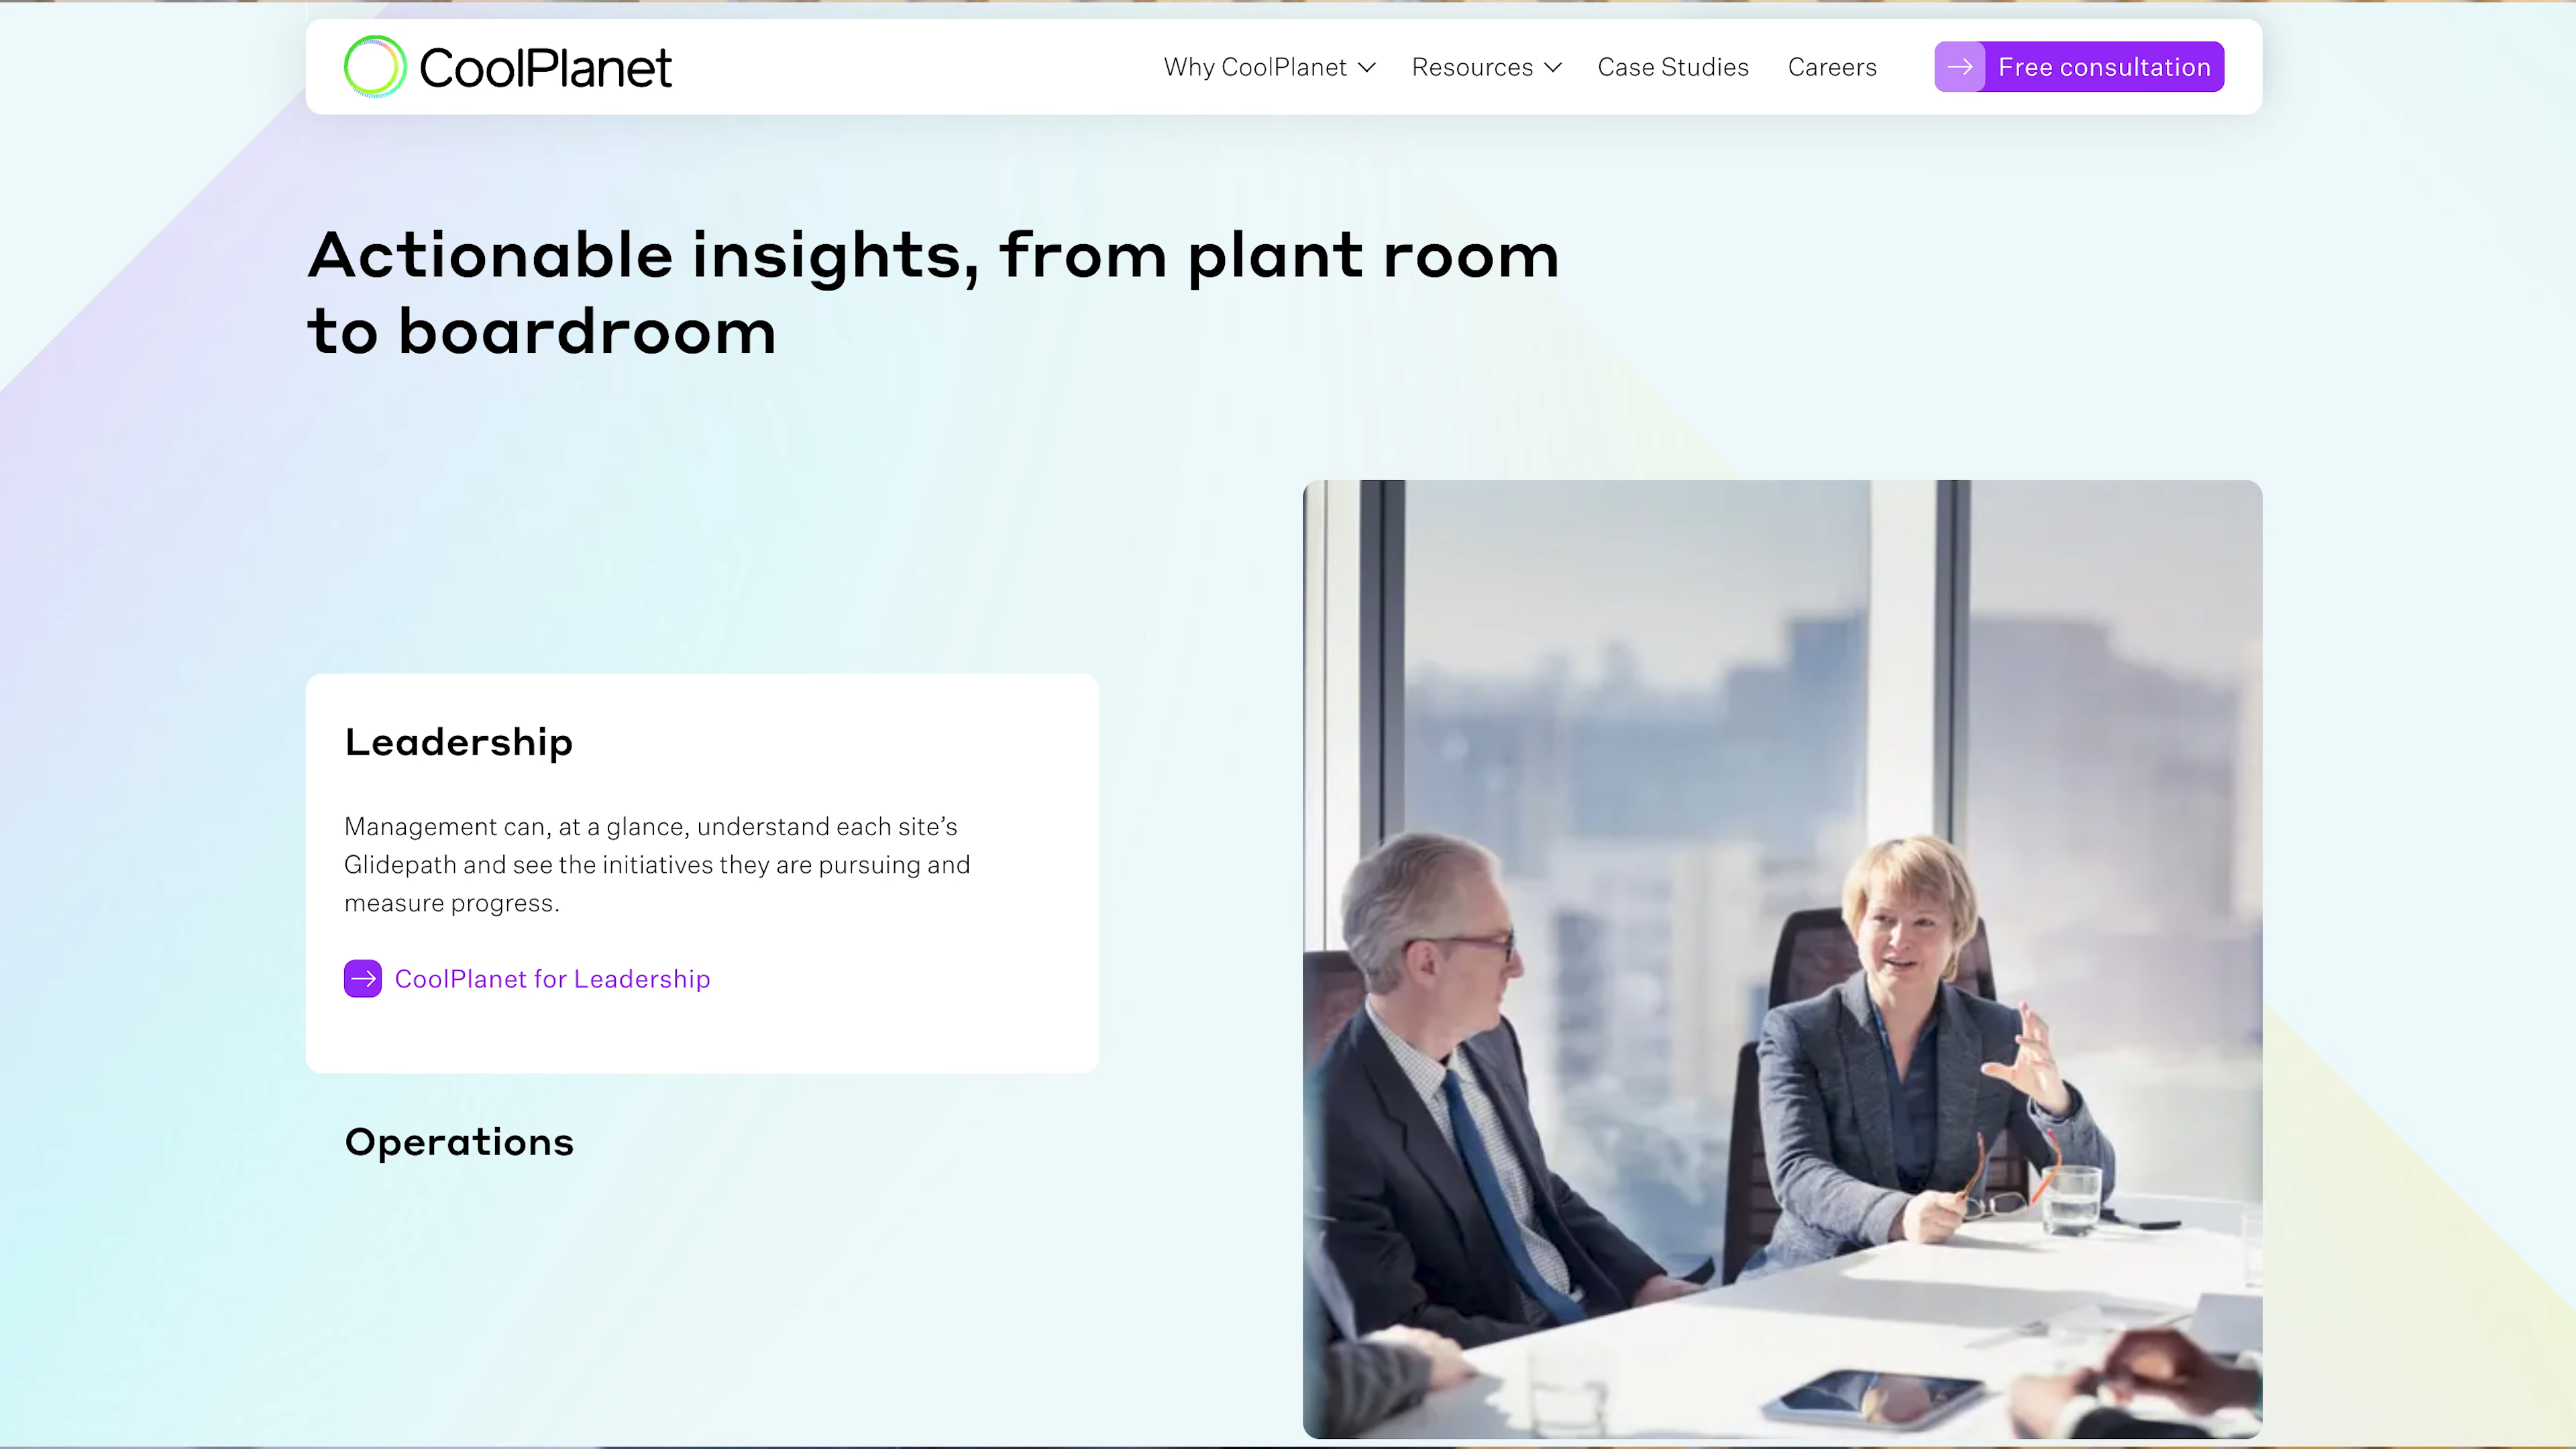 CoolPlanet
Why CoolPlanet
Resources
Case Studies
Careers
Free consultation
Actionable insights, from plant room
to boardroom
Leadership
Management can, at a glance, understand each site’s
Glidepath and see the initiatives they are pursuing and
measure progress.
CoolPlanet for Leadership
Operations